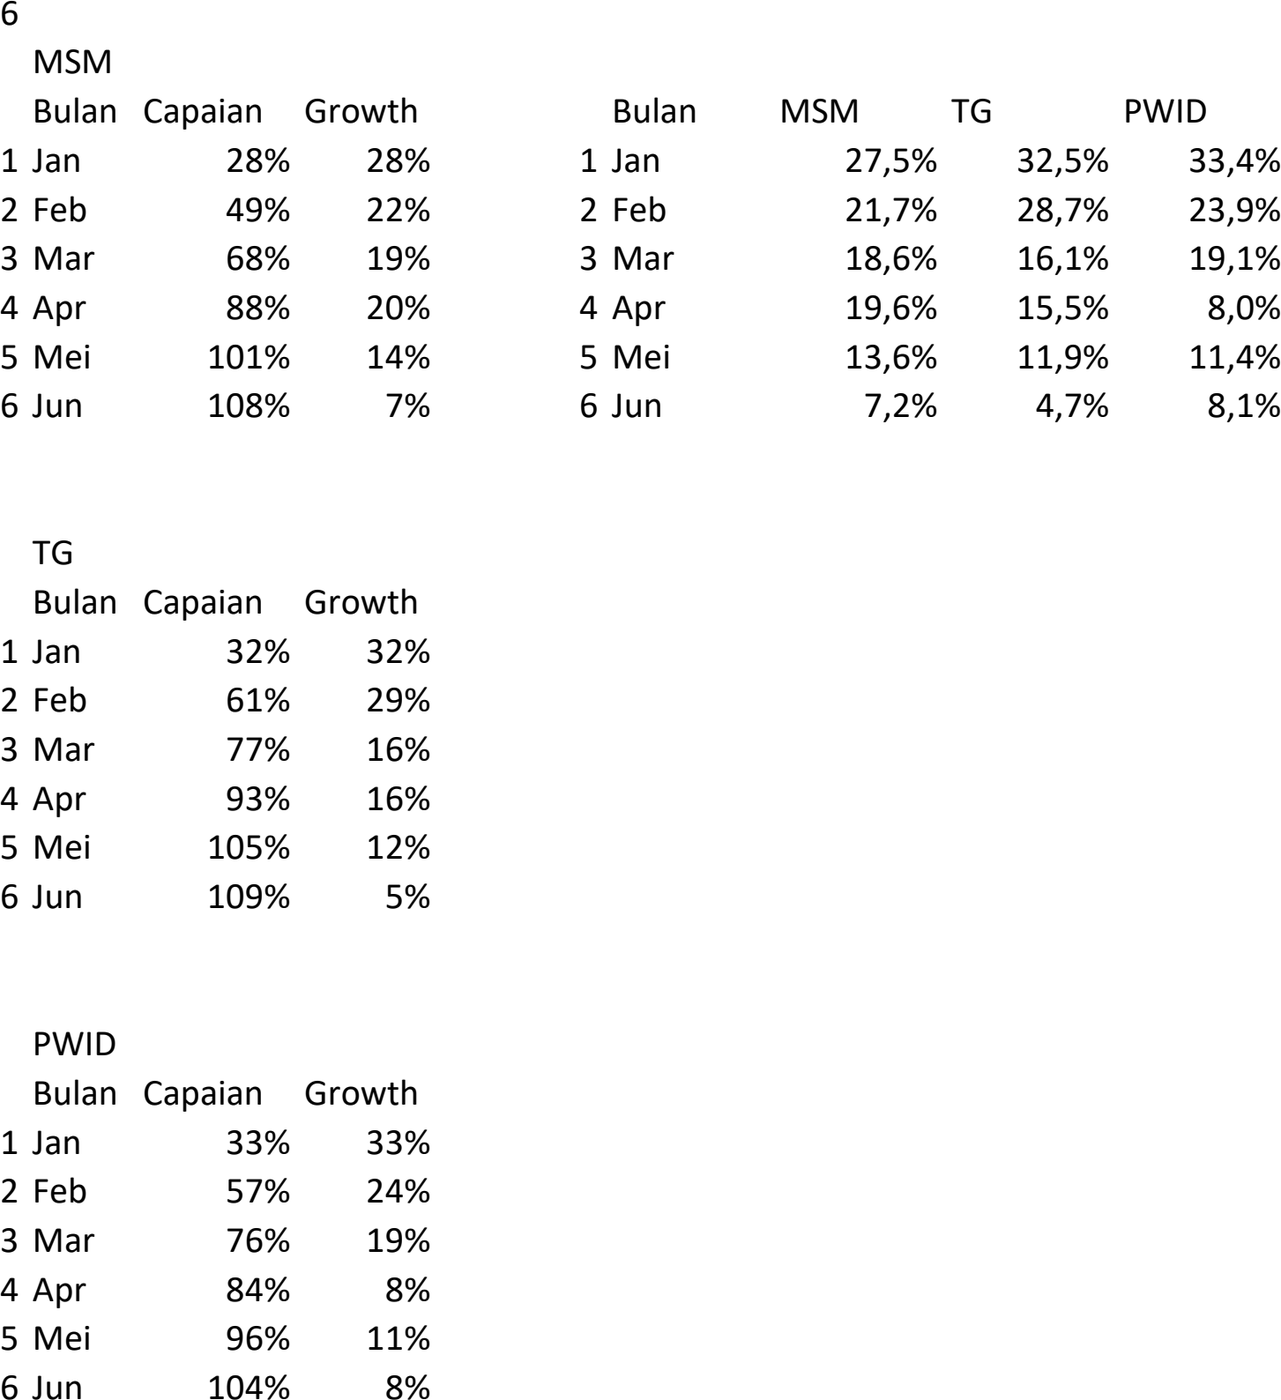 6
MSM
Bulan Capaian Growth Bulan MSM TG PWID
1 Jan 28% 28% 1 Jan 27,5% 32,5% 33,4%
2 Feb 49% 22% 2 Feb 21,7% 28,7% 23,9%
3 Mar 68% 19% 3 Mar 18,6% 16,1% 19,1%
4 Apr 88% 20% 4 Apr 19,6% 15,5% 8,0%
5 Mei 101% 14% 5 Mei 13,6% 11,9% 11,4%
6 Jun 108% 7% 6 Jun 7,2% 4,7% 8,1%
TG
Bulan Capaian Growth
1 Jan 32% 32%
2 Feb 61% 29%
3 Mar 77% 16%
4 Apr 93% 16%
5 Mei 105% 12%
6 Jun 109% 5%
PWID
Bulan Capaian Growth
1 Jan 33% 33%
2 Feb 57% 24%
3 Mar 76% 19%
4 Apr 84% 8%
5 Mei 96% 11%
6 Jun 104% 8%